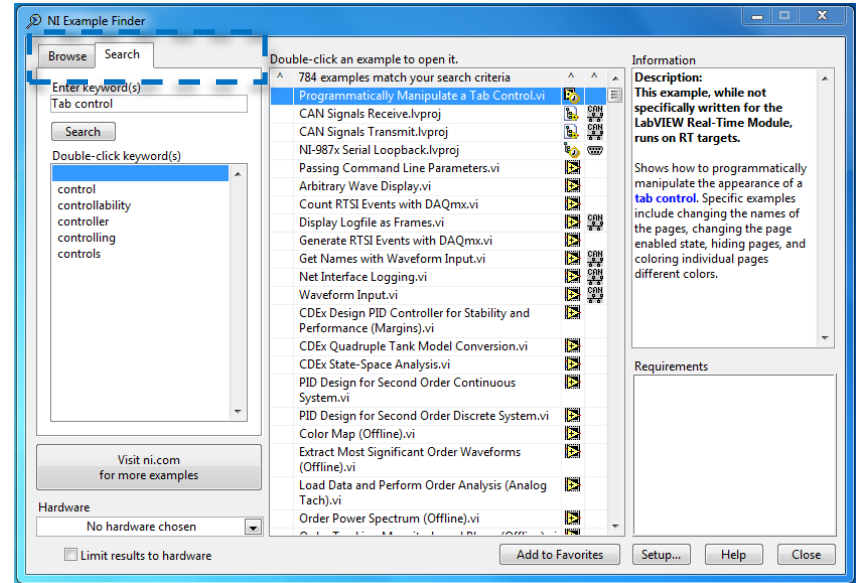 NI Example Finder
Browse
Search
Enter keyword(s)
Tab control
Search
Double-click keyword(s)
control
controllability
controller
controlling
controls
Visit ni.com
for more examples
Hardware
No hardware chosen
Limit results to hardware
Double-click an example to open it.
784 examples match your search criteria
Programmatically Manipulate a Tab Control.vi
CAN Signals Receive.lvproj
CAN
CAN Signals Transmit.lvproj
CAN
NI-987x Serial Loopback.lvproj
Passing Command Line Parameters.vi
Arbitrary Wave Display.vi
Count RTSI Events with DAQmx.vi
Display Logfile as Frames.vi
CAN
Generate RTSI Events with DAQmx.vi
Get Names with Waveform Input.vi
CAN
Net Interface Logging.vi
CAN
Waveform Input.vi
CAN
CDEx Design PID Controller for Stability and
Performance (Margins).vi
CDEx Quadruple Tank Model Conversion.vi
CDEx State-Space Analysis.vi
PID Design for Second Order Continuous
System.vi
PID Design for Second Order Discrete System.vi
Color Map (Offline).vi
Extract Most Significant Order Waveforms
(Offline).vi
Load Data and Perform Order Analysis (Analog
Tach).vi
Order Power Spectrum (Offline).vi
Add to Favorites
Information
Description:
This example, while not
specifically written for the
LabVIEW Real-Time Module,
runs on RT targets.
Shows how to programmatically
manipulate the appearance of a
tab control. Specific examples
include changing the names of
the pages, changing the page
enabled state, hiding pages, and
coloring individual pages
different colors.
Requirements
Setup...
Help
Close